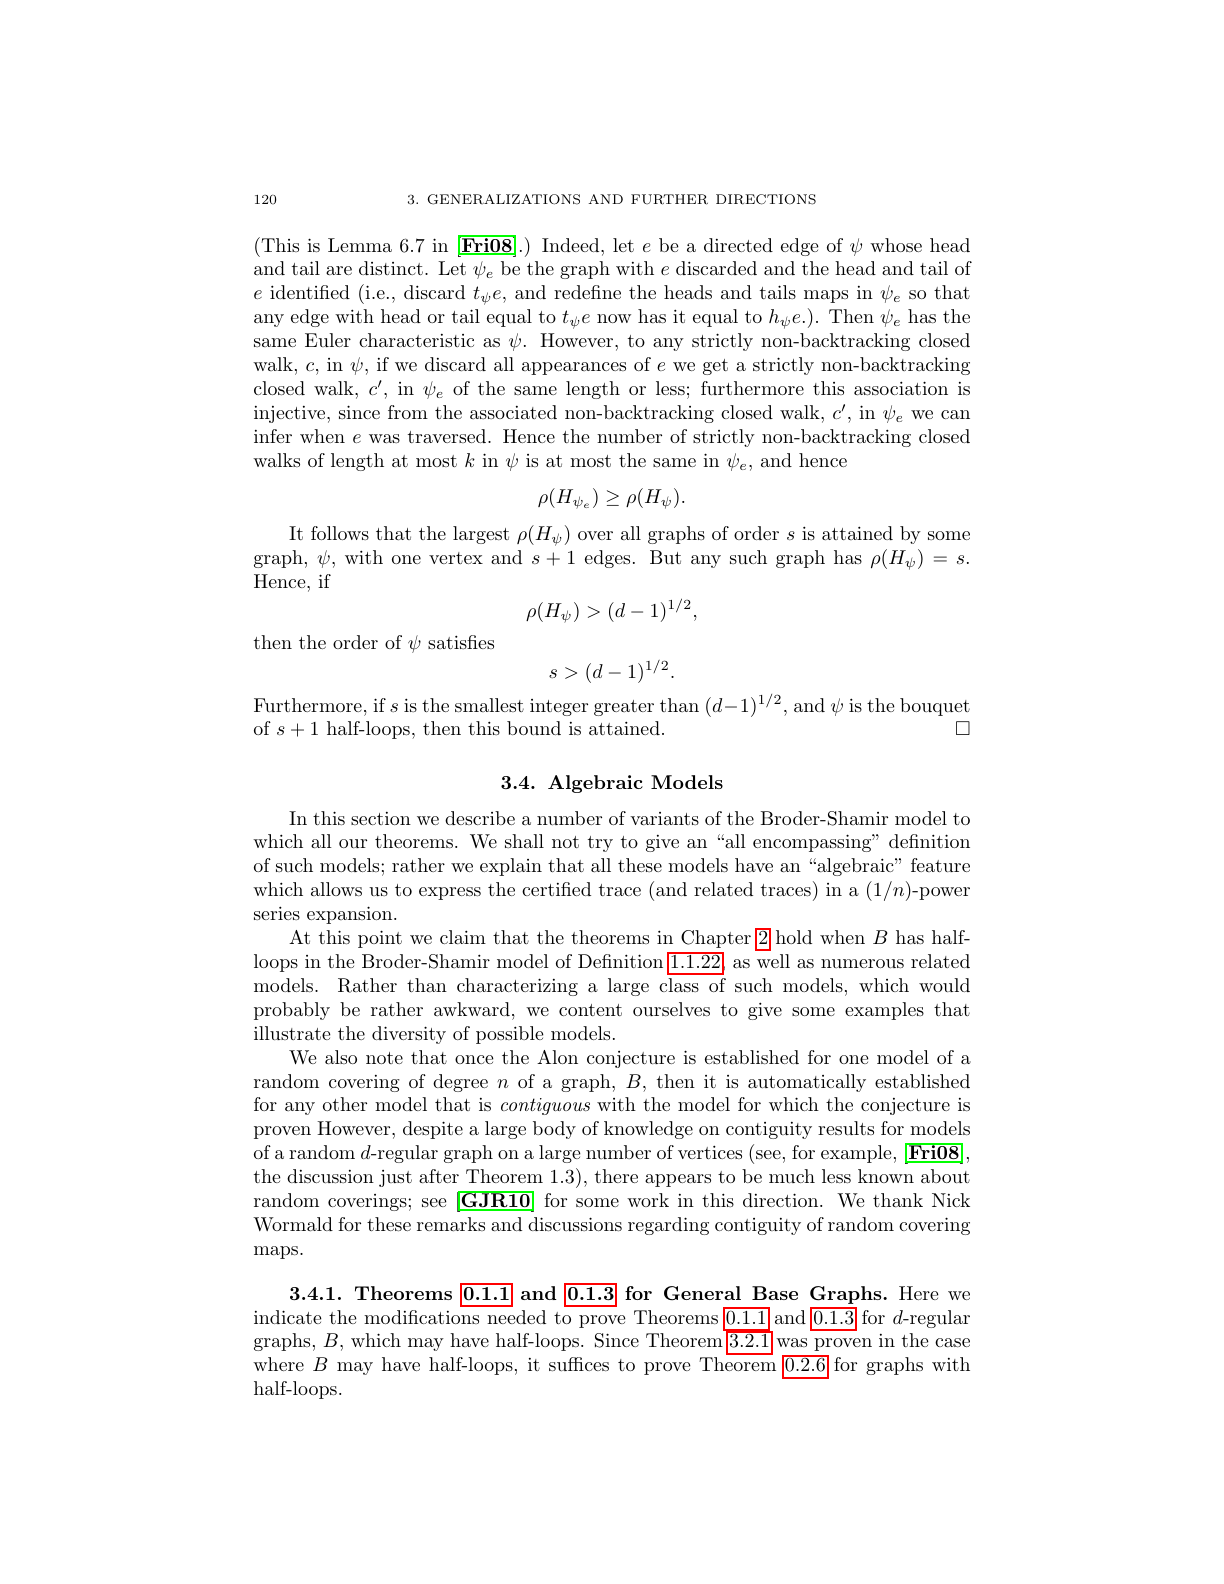 120 3. GENERALIZATIONS AND FURTHER DIRECTIONS
(This is Lemma 6.7 in [Fri08].) Indeed, let e be a directed edge of ψ whose head
and tail are distinct. Let ψ_e be the graph with e discarded and the head and tail of
e identified (i.e., discard t_ψe, and redefine the heads and tails maps in ψ_e so that
any edge with head or tail equal to t_ψe now has it equal to h_ψe.). Then ψ_e has the
same Euler characteristic as ψ. However, to any strictly non-backtracking closed
walk, c, in ψ, if we discard all appearances of e we get a strictly non-backtracking
closed walk, c′, in ψ_e of the same length or less; furthermore this association is
injective, since from the associated non-backtracking closed walk, c′, in ψ_e we can
infer when e was traversed. Hence the number of strictly non-backtracking closed
walks of length at most k in ψ is at most the same in ψ_e, and hence
ρ(H_{ψ_e}) ≥ ρ(H_ψ).
It follows that the largest ρ(H_ψ) over all graphs of order s is attained by some
graph, ψ, with one vertex and s + 1 edges. But any such graph has ρ(H_ψ) = s.
Hence, if
ρ(H_ψ) > (d − 1)^{1/2},
then the order of ψ satisfies
s > (d − 1)^{1/2}.
Furthermore, if s is the smallest integer greater than (d−1)^{1/2}, and ψ is the bouquet
of s + 1 half-loops, then this bound is attained. □
3.4. Algebraic Models
In this section we describe a number of variants of the Broder-Shamir model to
which all our theorems. We shall not try to give an “all encompassing” definition
of such models; rather we explain that all these models have an “algebraic” feature
which allows us to express the certified trace (and related traces) in a (1/n)-power
series expansion.
At this point we claim that the theorems in Chapter 2 hold when B has half-
loops in the Broder-Shamir model of Definition 1.1.22, as well as numerous related
models. Rather than characterizing a large class of such models, which would
probably be rather awkward, we content ourselves to give some examples that
illustrate the diversity of possible models.
We also note that once the Alon conjecture is established for one model of a
random covering of degree n of a graph, B, then it is automatically established
for any other model that is contiguous with the model for which the conjecture is
proven However, despite a large body of knowledge on contiguity results for models
of a random d-regular graph on a large number of vertices (see, for example, [Fri08],
the discussion just after Theorem 1.3), there appears to be much less known about
random coverings; see [GJR10] for some work in this direction. We thank Nick
Wormald for these remarks and discussions regarding contiguity of random covering
maps.
3.4.1. Theorems 0.1.1 and 0.1.3 for General Base Graphs. Here we
indicate the modifications needed to prove Theorems 0.1.1 and 0.1.3 for d-regular
graphs, B, which may have half-loops. Since Theorem 3.2.1 was proven in the case
where B may have half-loops, it suffices to prove Theorem 0.2.6 for graphs with
half-loops.